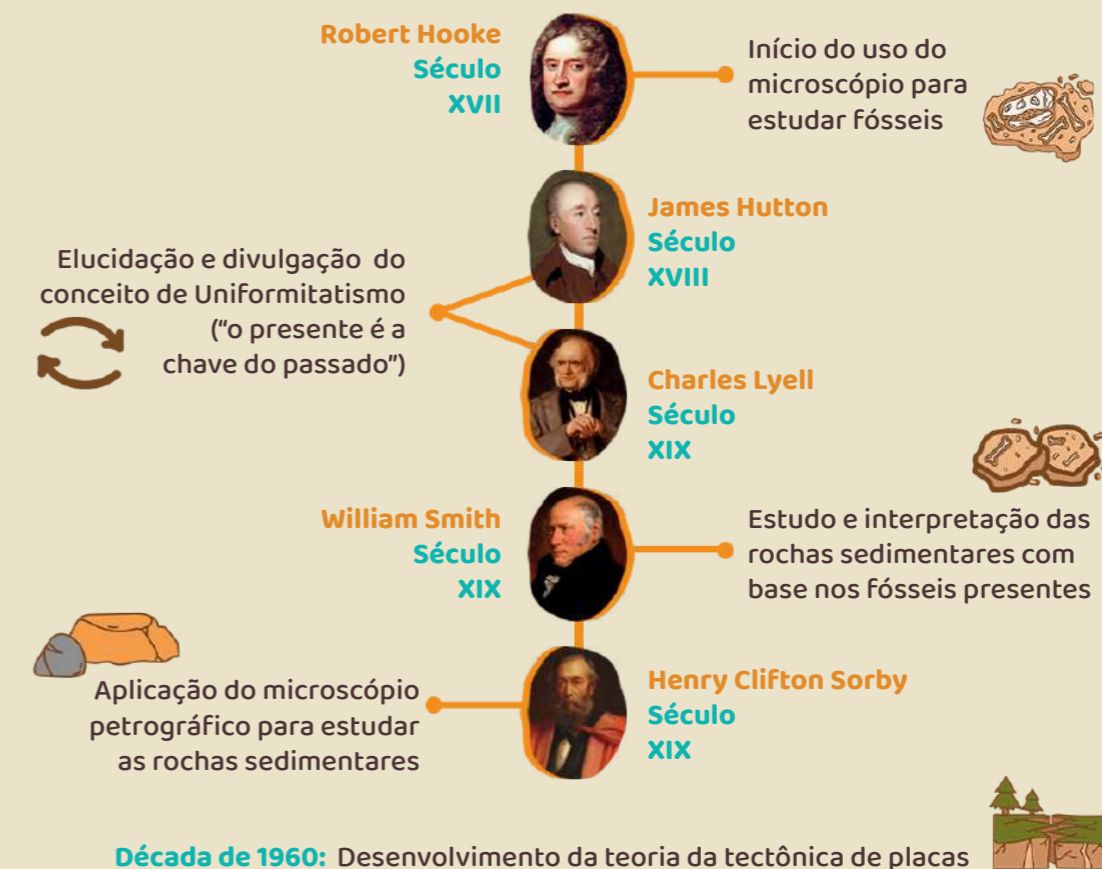 Robert Hooke
Século
XVII
Início do uso do
microscópio para
estudar fósseis
James Hutton
Século
XVIII
Elucidação e divulgação do
conceito de Uniformitatismo
(“o presente é a
chave do passado”)
Charles Lyell
Século
XIX
William Smith
Século
XIX
Estudo e interpretação das
rochas sedimentares com
base nos fósseis presentes
Henry Clifton Sorby
Século
XIX
Aplicação do microscópio
petrográfico para estudar
as rochas sedimentares
Década de 1960: Desenvolvimento da teoria da tectônica de placas